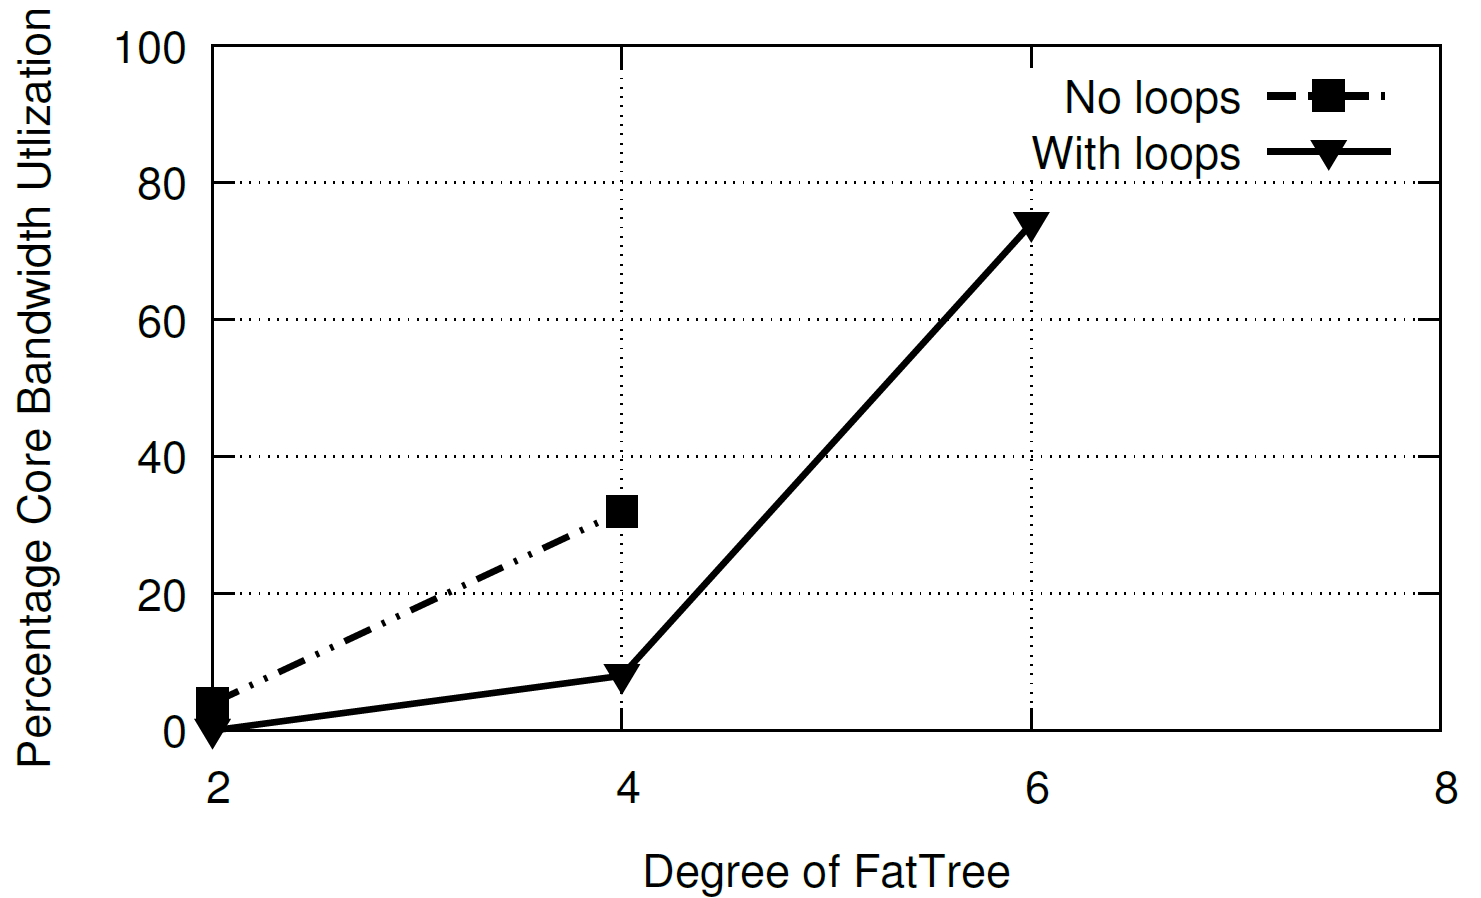 Percentage Core Bandwidth Utlization
100
80
60
40
20
0
No loops
With loops
2 4 6 8
Degree of FatTree